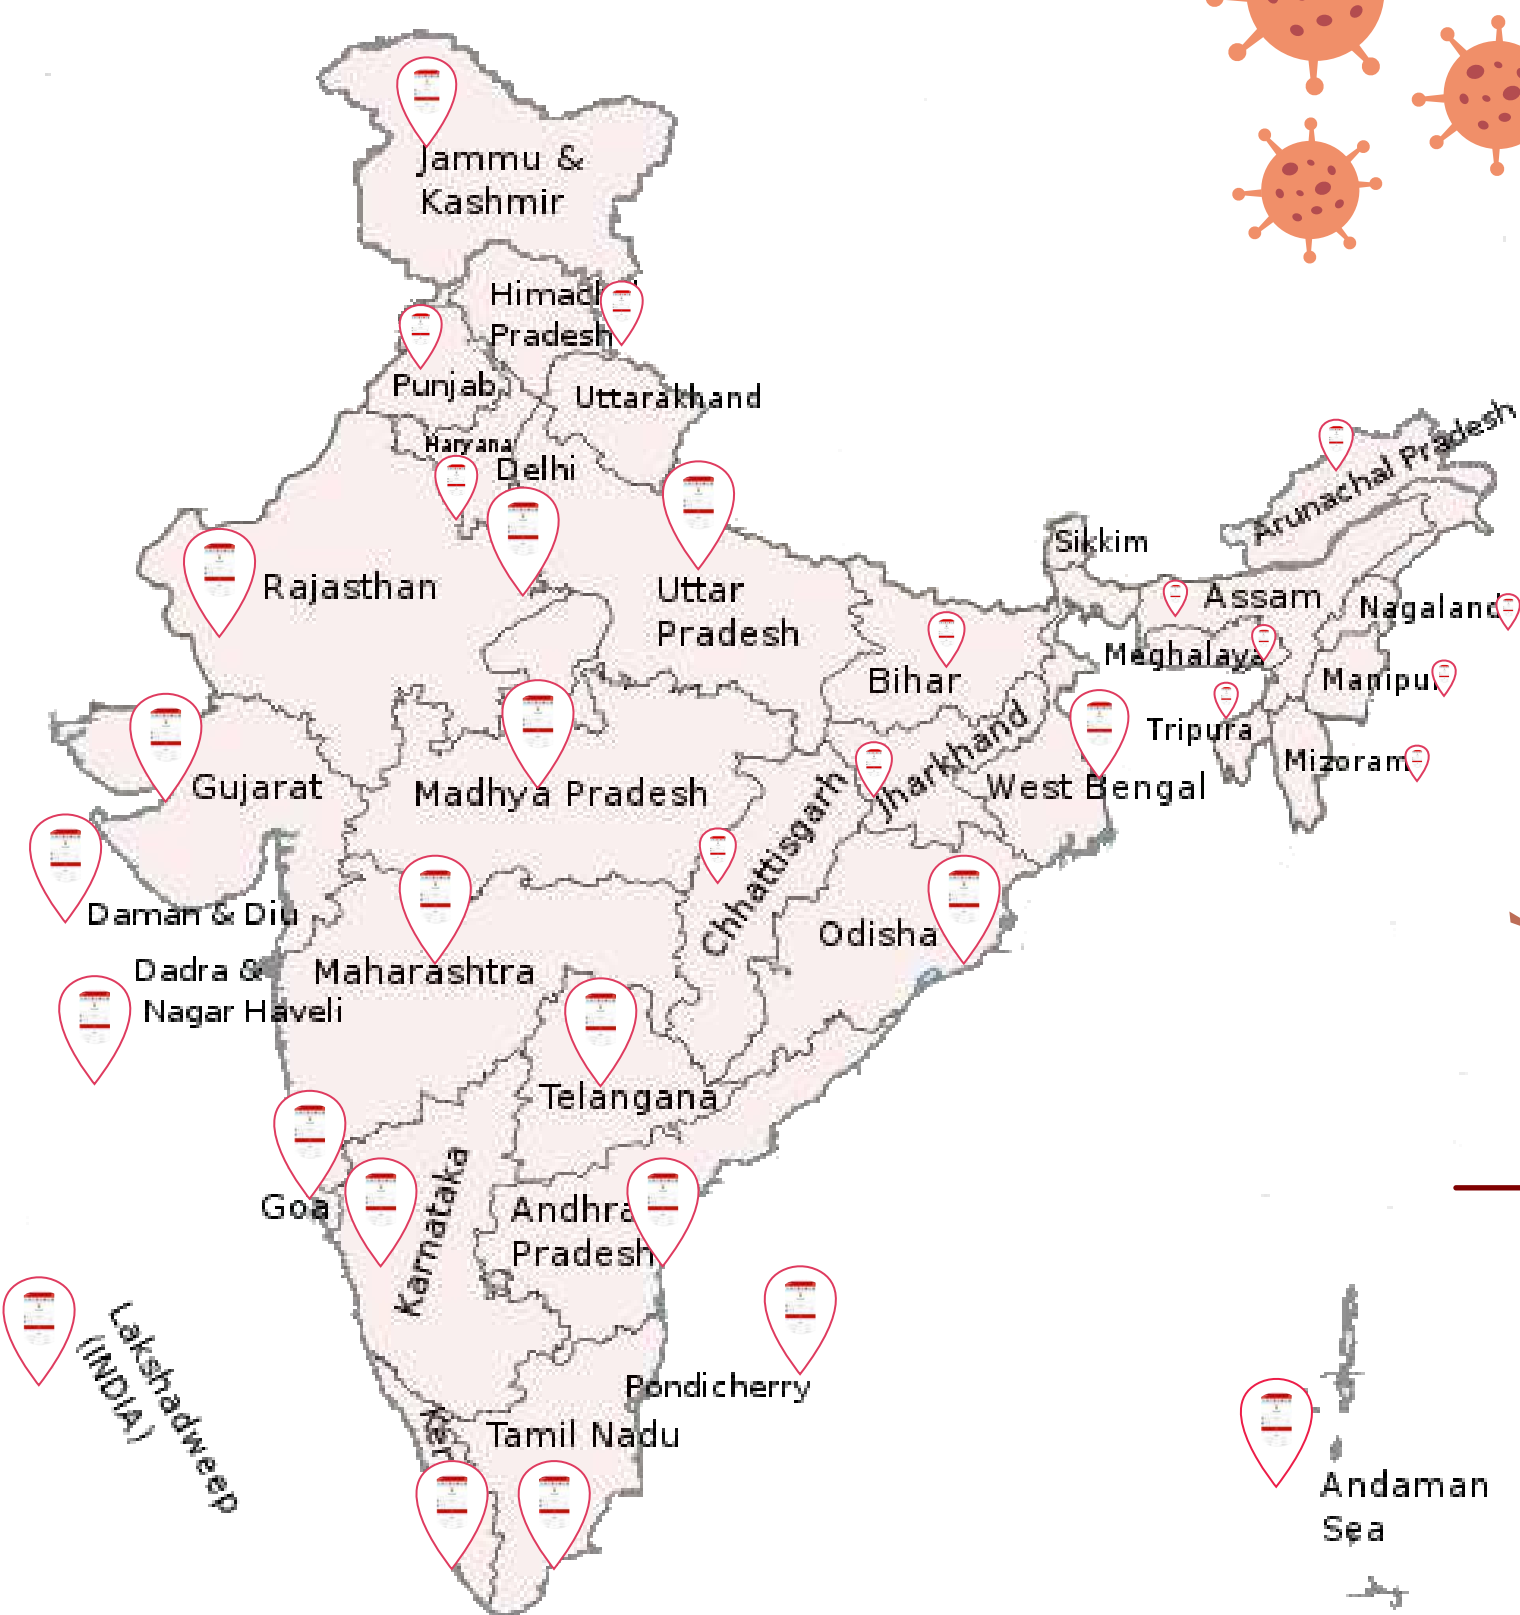 Jammu &
Kashmir
Himachal
Pradesh
Punjab
Uttarakhand
Haryana
Delhi
Arunachal Pradesh
Sikkim
Rajasthan
Uttar
Pradesh
Assam
Nagaland
Meghalaya
Bihar
Manipur
Tripura
Jharkhand
Mizoram
Gujarat
Madhya Pradesh
West Bengal
Chhattisgarh
Daman & Diu
Odisha
Dadra &
Nagar Haveli
Maharashtra
Telangana
Goa
Karnataka
Andhra
Pradesh
Lakshadweep
(INDIA)
Pondicherry
Ker
Tamil Nadu
Andaman
Sea